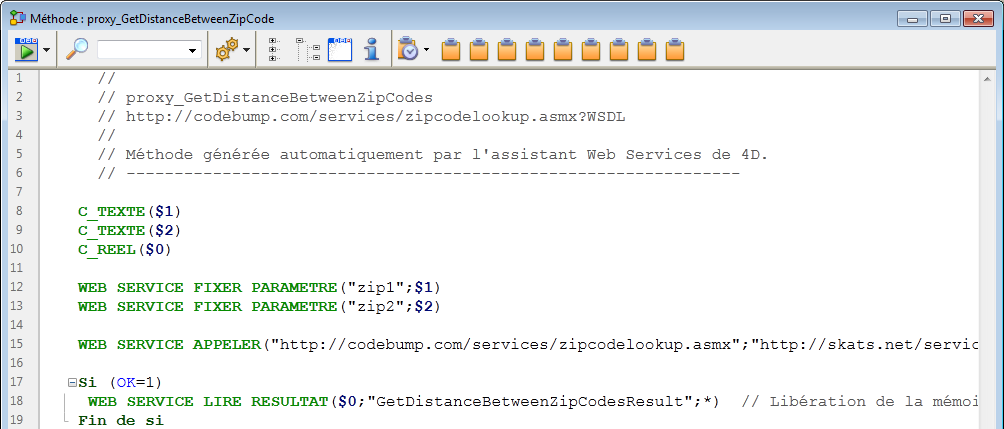 Méthode : proxy_GetDistanceBetweenZipCode
1 //
2 // proxy_GetDistanceBetweenZipCodes
3 // http://codebump.com/services/zipcodelookup.asmx?WSDL
4 //
5 // Méthode générée automatiquement par l'assistant Web Services de 4D.
6 // -----------------------------------------------------------------
7
8 C_TEXTE($1)
9 C_TEXTE($2)
10 C_REEL($0)
11
12 WEB SERVICE FIXER PARAMETRE("zip1";$1)
13 WEB SERVICE FIXER PARAMETRE("zip2";$2)
14
15 WEB SERVICE APPELER("http://codebump.com/services/zipcodelookup.asmx";"http://skats.net/servic
16
17 Si (OK=1)
18 WEB SERVICE LIRE RESULTAT($0;"GetDistanceBetweenZipCodesResult";*) // Libération de la mémoi
19 Fin de si